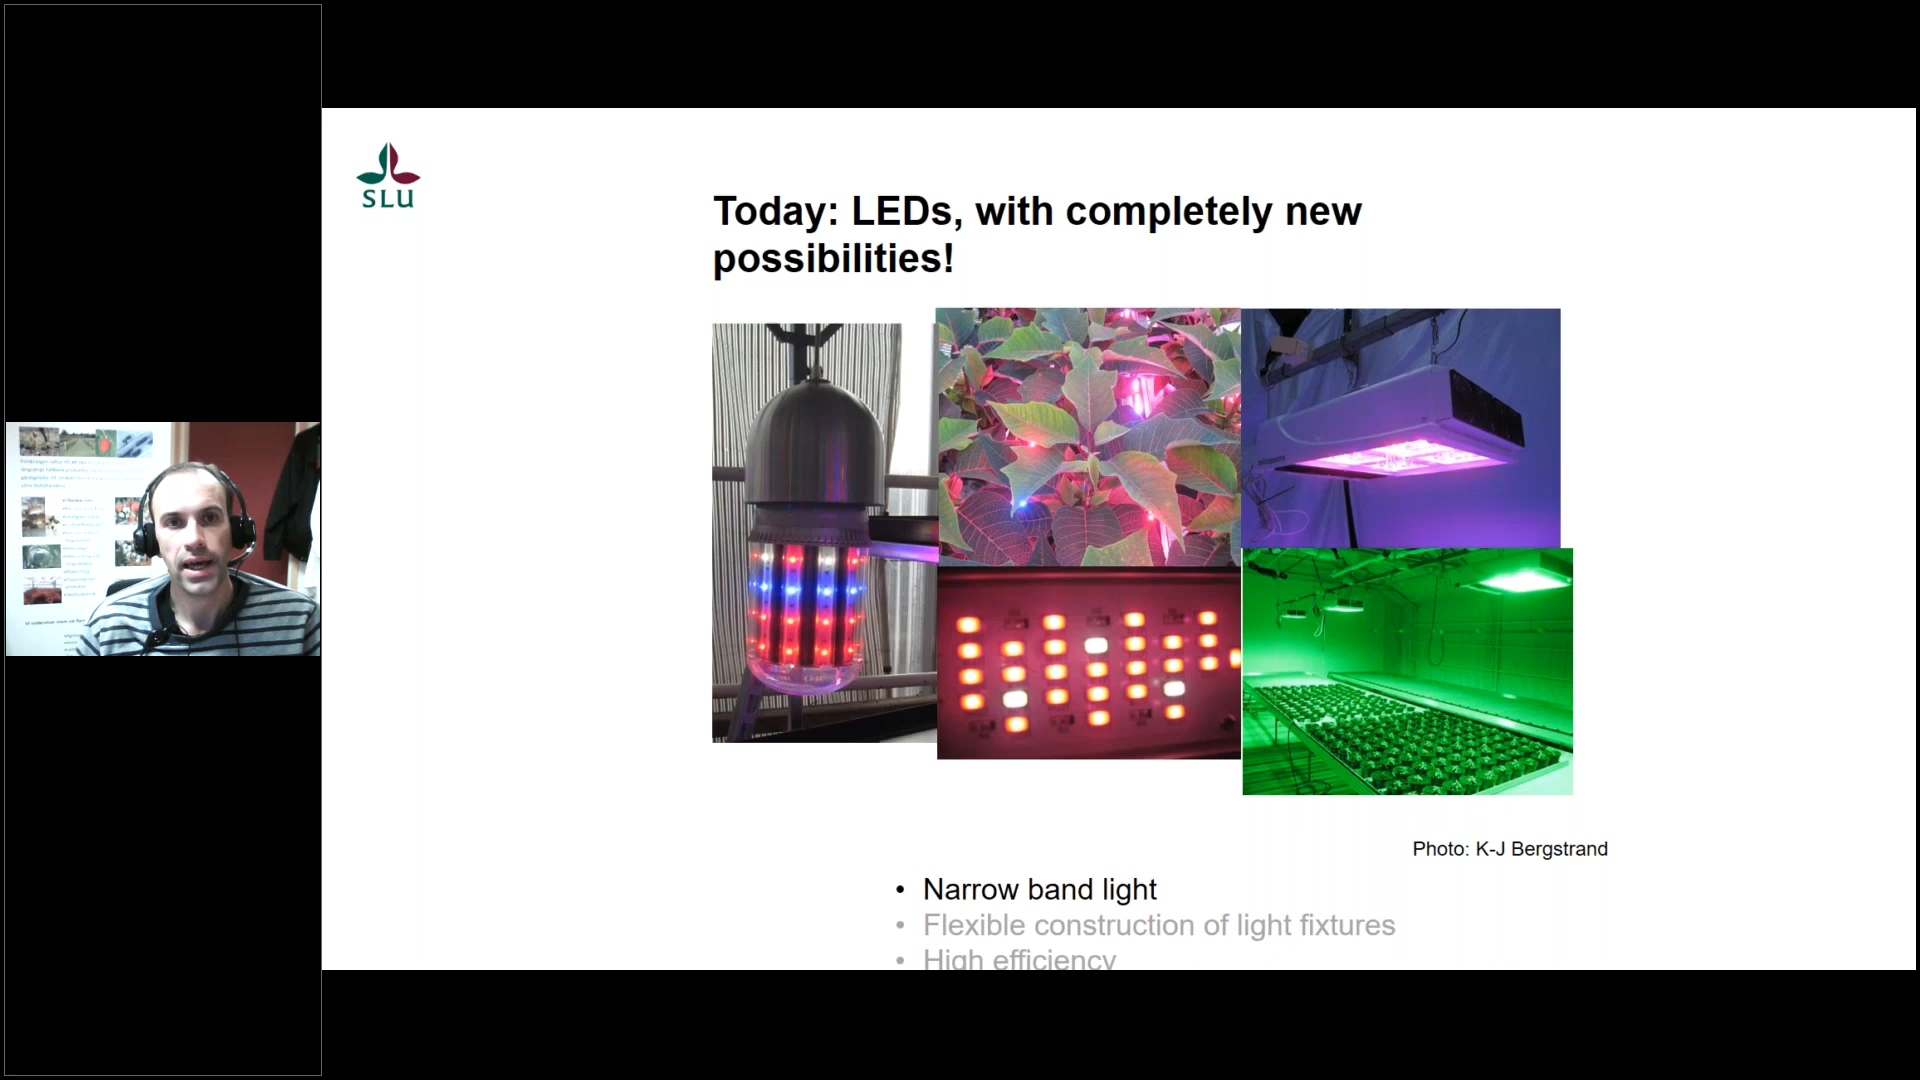 SLU
Today: LEDs, with completely new
possibilities!
Photo: K-J Bergstrand
• Narrow band light
• Flexible construction of light fixtures
• High efficiency